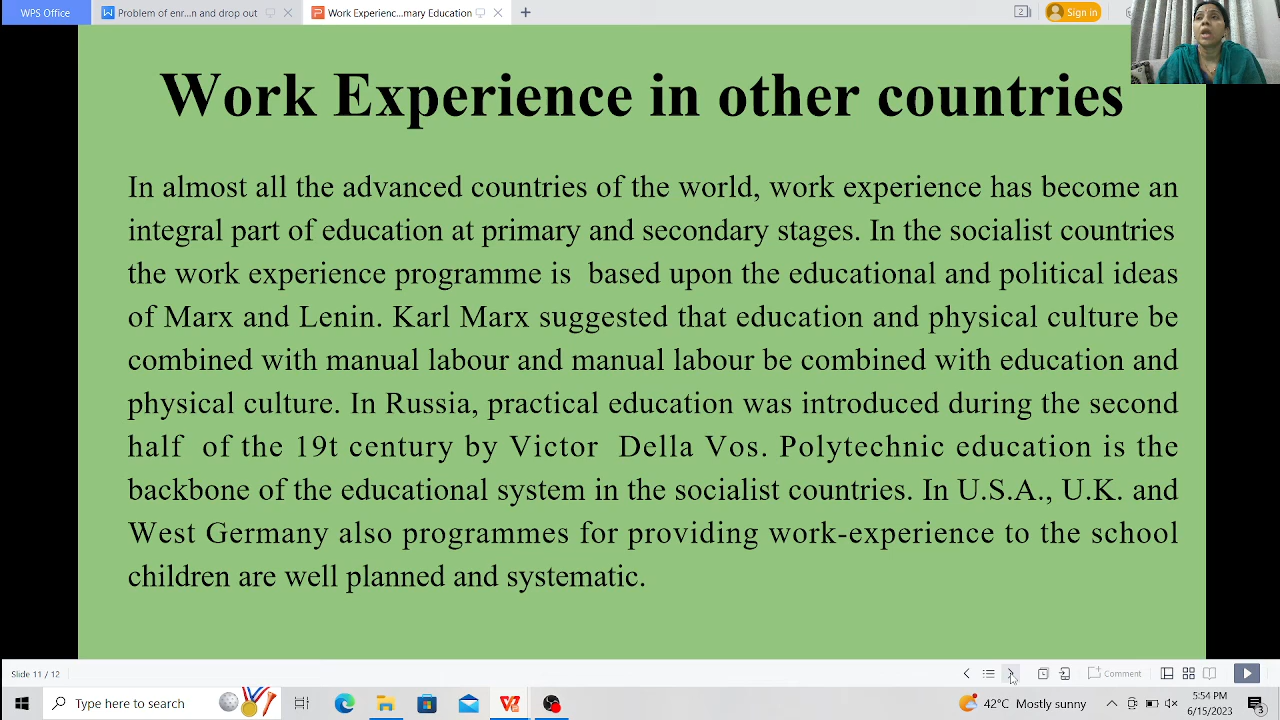 WPS Office
Problem of enr...n and drop out
Work Experienc...mary Education
2
Sign in
Work Experience in other countries
In almost all the advanced countries of the world, work experience has become an
integral part of education at primary and secondary stages. In the socialist countries
the work experience programme is based upon the educational and political ideas
of Marx and Lenin. Karl Marx suggested that education and physical culture be
combined with manual labour and manual labour be combined with education and
physical culture. In Russia, practical education was introduced during the second
half of the 19t century by Victor Della Vos. Polytechnic education is the
backbone of the educational system in the socialist countries. In U.S.A., U.K. and
West Germany also programmes for providing work-experience to the school
children are well planned and systematic.
Slide 11 / 12
Comment
Type here to search
42°C Mostly sunny
5:54 PM
6/15/2023
3